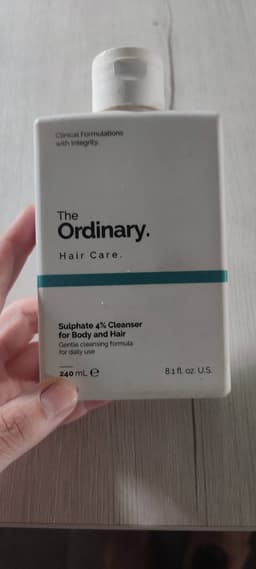 Clinical Formulations
with Integrity.
The
Ordinary.
Hair Care.
Sulphate 4% Cleanser
for Body and Hair
Gentle cleansing formula
for daily use
240 mL ℮
8.1 fl. oz. U.S.